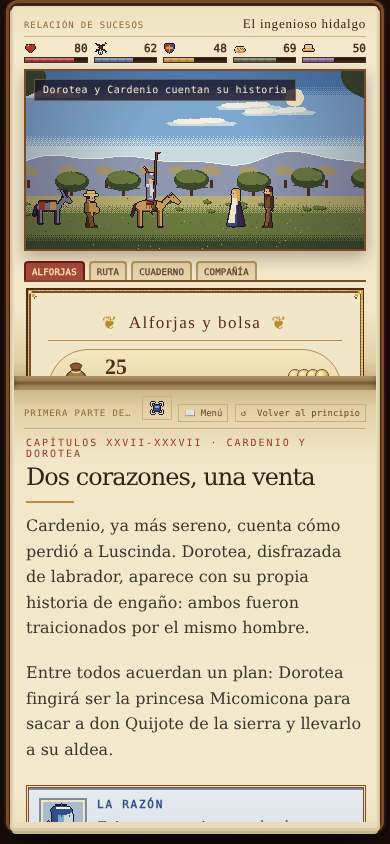 RELACIÓN DE SUCESOS
El ingenioso hidalgo
80 62 48 69 50
Dorotea y Cardenio cuentan su historia
ALFORJAS RUTA CUADERNO COMPAÑÍA
Alforjas y bolsa
25
PRIMERA PARTE DE… Menú ↺ Volver al principio
CAPÍTULOS XXVII-XXXVII · CARDENIO Y
DOROTEA
Dos corazones, una venta
Cardenio, ya más sereno, cuenta cómo
perdió a Luscinda. Dorotea, disfrazada
de labrador, aparece con su propia
historia de engaño: ambos fueron
traicionados por el mismo hombre.
Entre todos acuerdan un plan: Dorotea
fingirá ser la princesa Micomicona para
sacar a don Quijote de la sierra y llevarlo
a su aldea.
LA RAZÓN